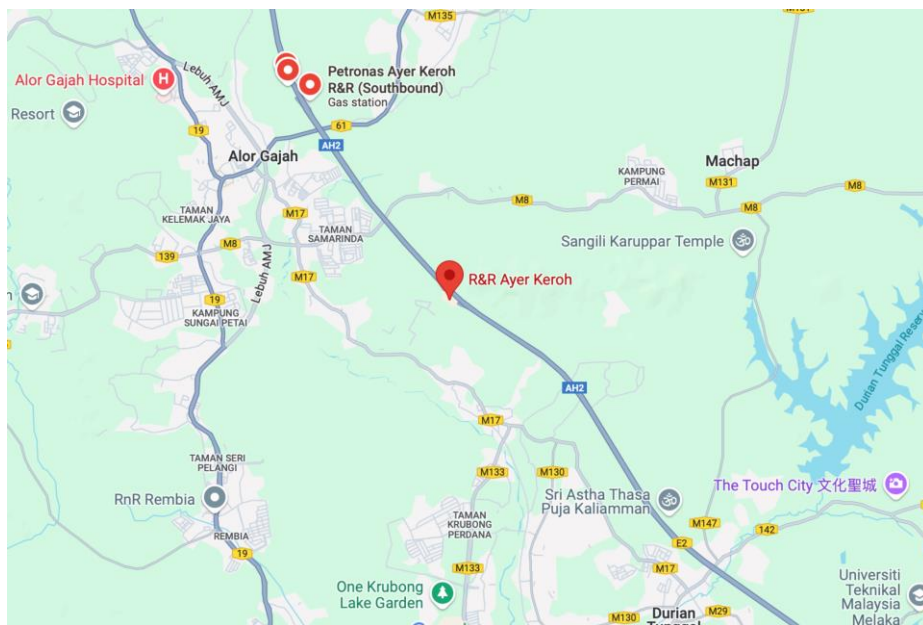 M135
Petronas Ayer Keroh
R&R (Southbound)
Gas station
Lebuh AMJ
Alor Gajah Hospital
H
Resort
19
61
AH2
Alor Gajah
Machap
KAMPUNG
PERMAI
M131
M8
M8
M8
TAMAN
KELEMAK JAYA
M17
TAMAN
SAMARINDA
Sangili Karuppar Temple
ॐ
139
M8
M17
Lebuh AMJ
R&R Ayer Keroh
19
KAMPUNG
SUNGAI PETAI
Durian Tunggal Reser
AH2
M17
TAMAN SERI
PELANGI
M133
M130
RnR Rembia
Sri Astha Thasa
Puja Kaliamman
ॐ
The Touch City 文化聖城
TAMAN
KRUBONG
PERDANA
M147
142
REMBIA
E2
19
M133
M17
One Krubong
Lake Garden
Universiti
Teknikal
Malaysia
Melaka
M130
Durian
Tunggal
M29